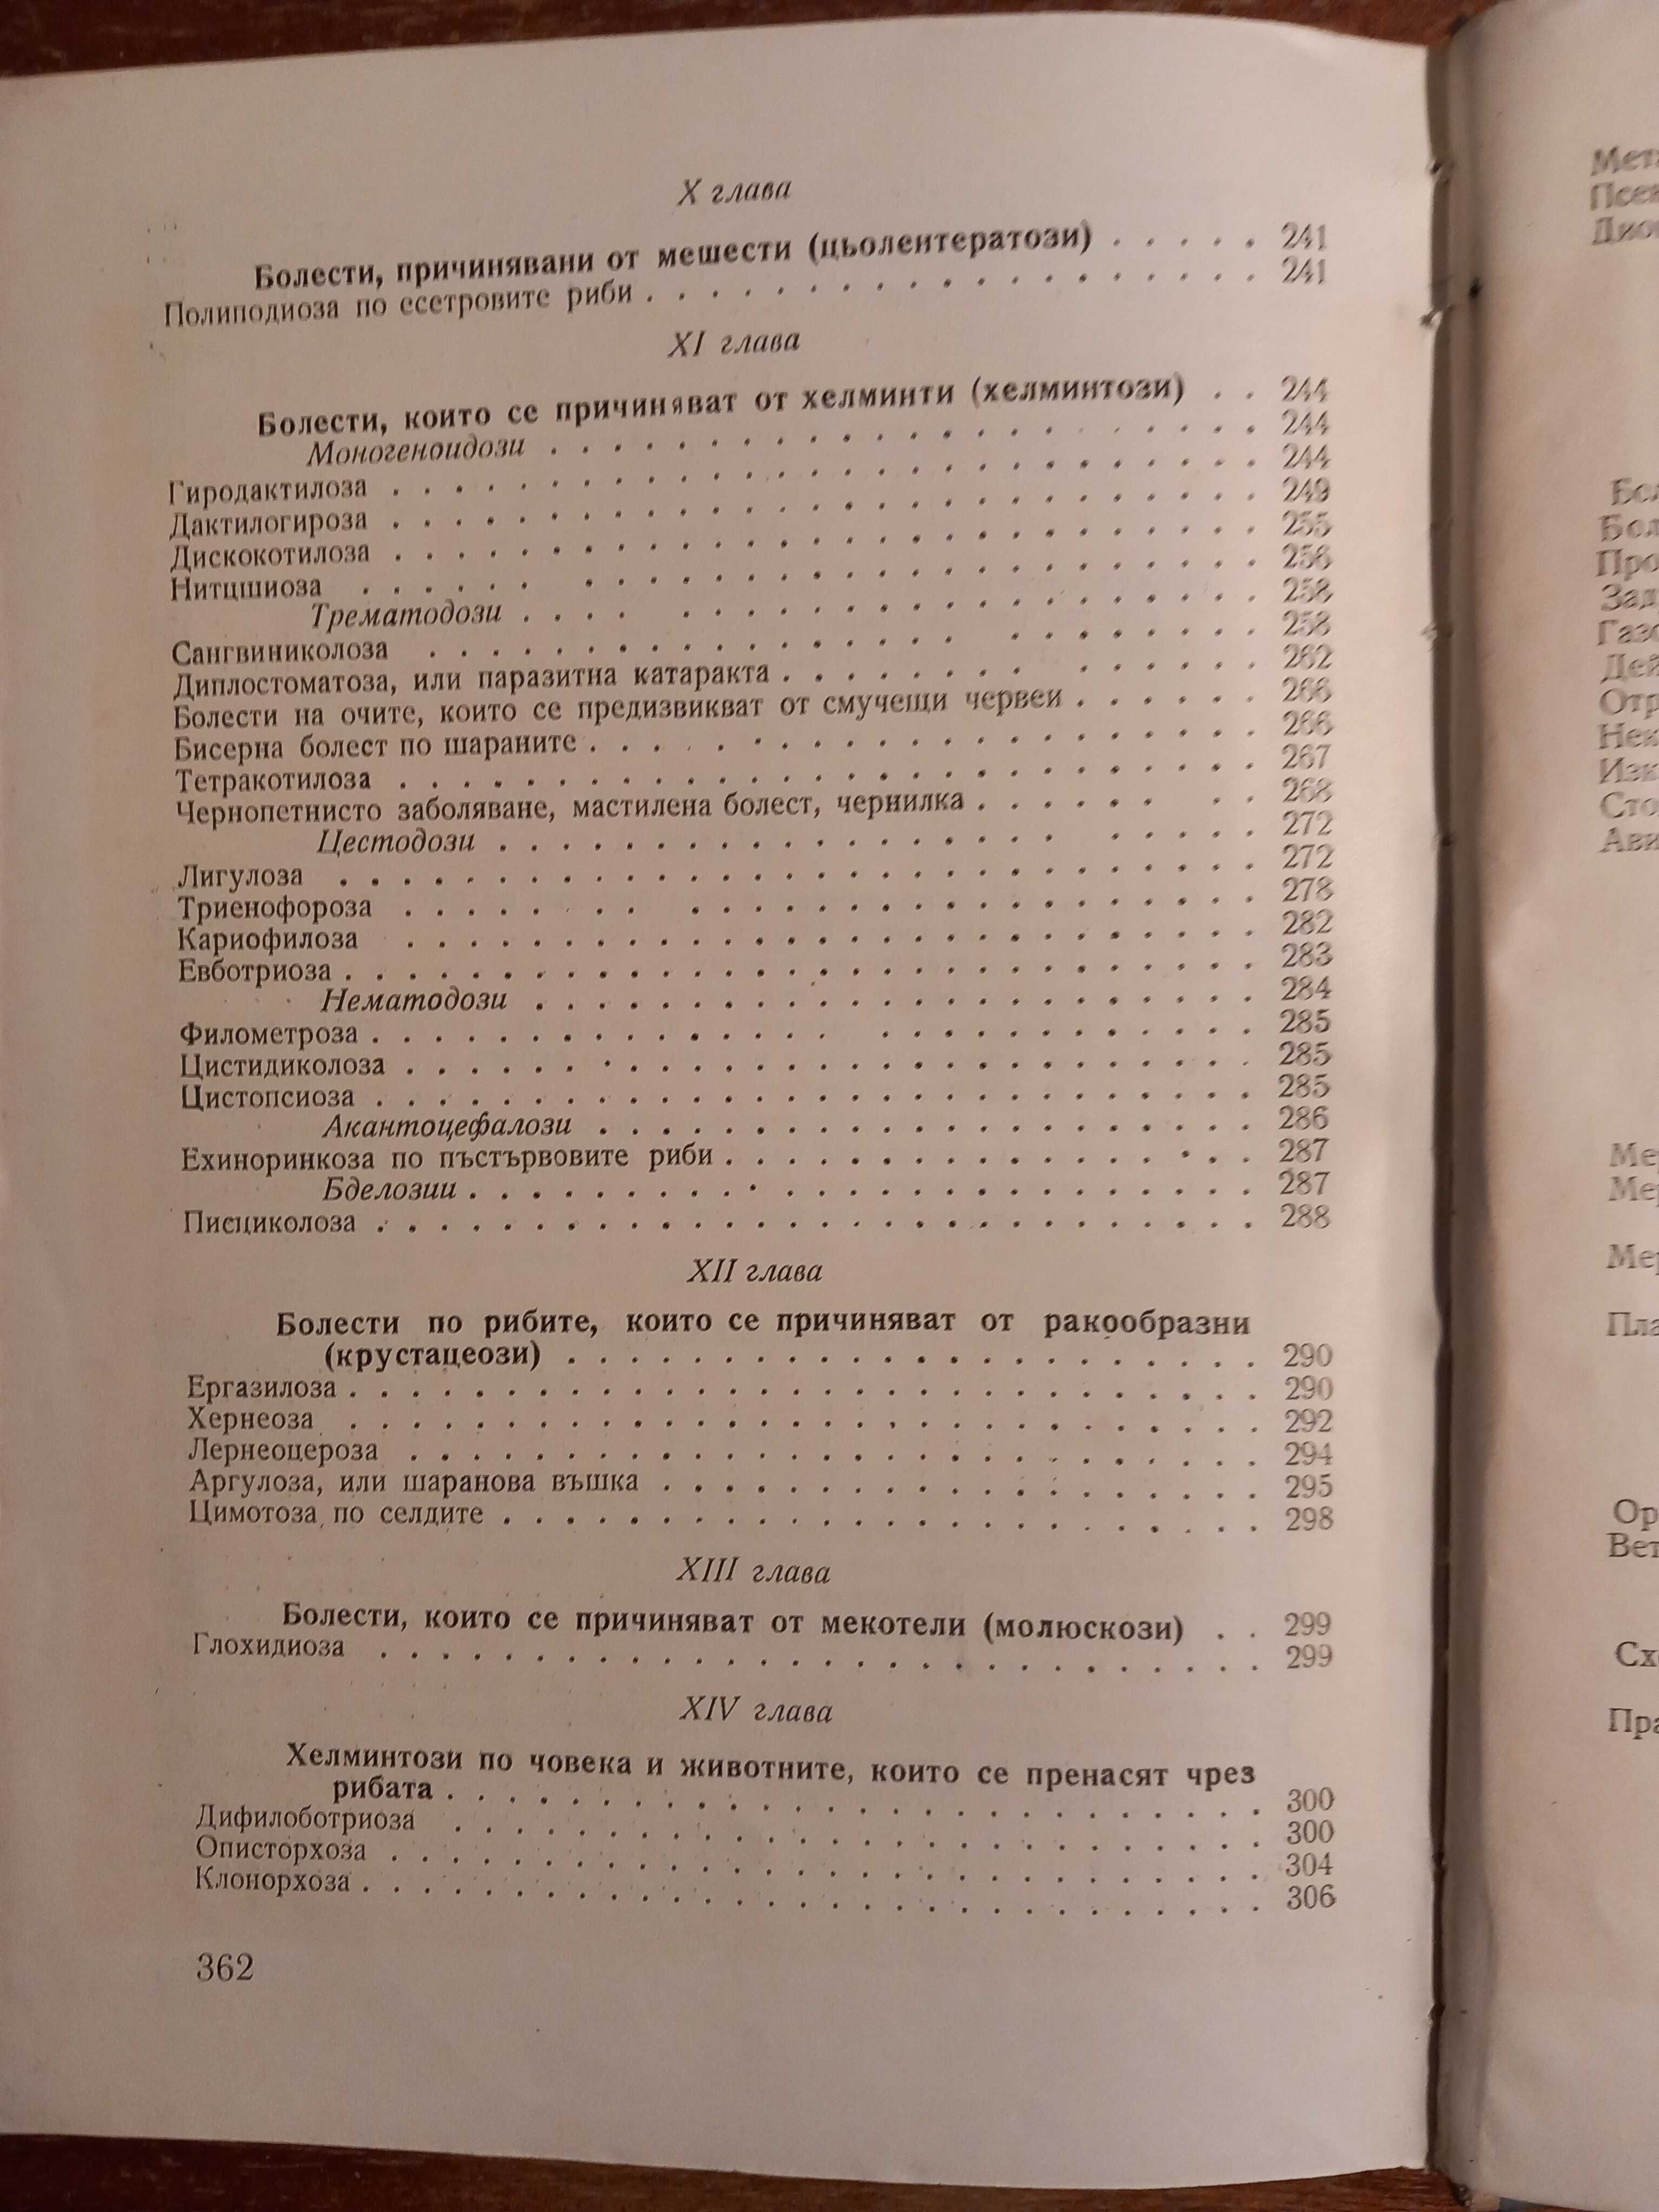 X глава
Болести, причинявани от мешести (цьолентератози) . . . . . 241
Полиподиоза по есетровите риби . . . . . 241
XI глава
Болести, които се причиняват от хелминти (хелминтози) . . 244
Моногеноидози . . . . . 244
Гиродактилоза . . . . . 244
Дактилогироза . . . . . 249
Дискокотилоза . . . . . 255
Нитцшиоза . . . . . 256
Трематодози . . . . . 258
Сангвиниколоза . . . . . 258
Диплостоматоза, или паразитна катаракта . . . . . 262
Болести на очите, които се предизвикват от смучещи червеи . . . . . 266
Бисерна болест по шараните . . . . . 266
Тетракотилоза . . . . . 267
Чернопетнисто заболяване, мастилена болест, чернилка . . . . . 268
Цестодози . . . . . 272
Лигулоза . . . . . 272
Триенофороза . . . . . 278
Кариофилоза . . . . . 282
Евботриоза . . . . . 283
Нематодози . . . . . 284
Филометроза . . . . . 285
Цистидиколоза . . . . . 285
Цистопсиоза . . . . . 285
Акантоцефалози . . . . . 286
Ехиноринкоза по пъстървовите риби . . . . . 287
Бделозии . . . . . 287
Писциколоза . . . . . 288
XII глава
Болести по рибите, които се причиняват от ракообразни
(крустацеози) . . . . . 290
Ергазилоза . . . . . 290
Хернеоза . . . . . 292
Лернеоцероза . . . . . 294
Аргулоза, или шаранова въшка . . . . . 295
Цимотоза по селдите . . . . . 298
XIII глава
Болести, които се причиняват от мекотели (молюскози) . . 299
Глохидиоза . . . . . 299
XIV глава
Хелминтози по човека и животните, които се пренасят чрез
рибата . . . . . 300
Дифилоботриоза . . . . . 300
Описторхоза . . . . . 304
Клонорхоза . . . . . 306
362